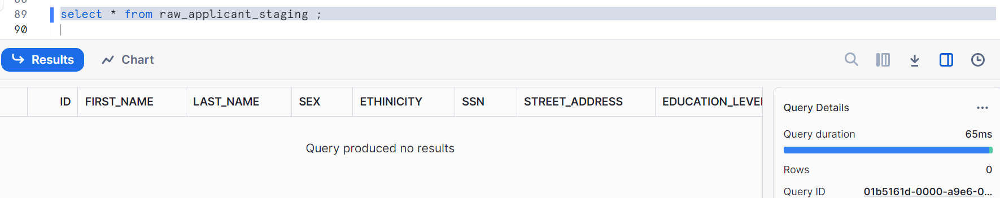 89 select * from raw_applicant_staging ;
90
Results Chart
ID FIRST_NAME LAST_NAME SEX ETHINICITY SSN STREET_ADDRESS EDUCATION_LEVE
Query produced no results
Query Details ...
Query duration 65ms
Rows 0
Query ID 01b5161d-0000-a9e6-0...